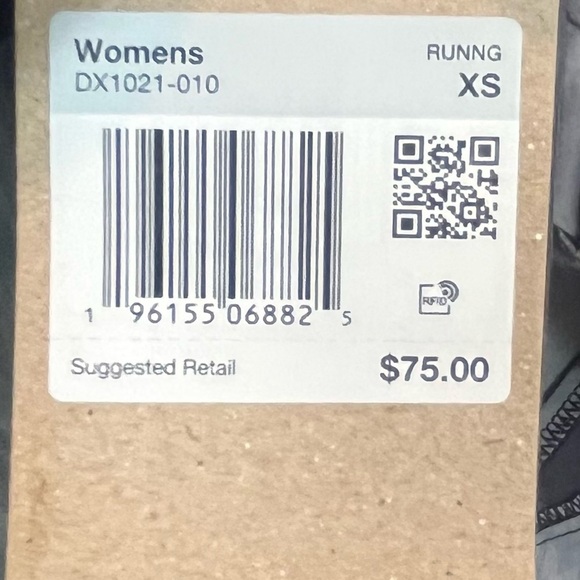 Womens
RUNNG
DX1021-010
XS
1 96155 06882 5
RFID
Suggested Retail
$75.00